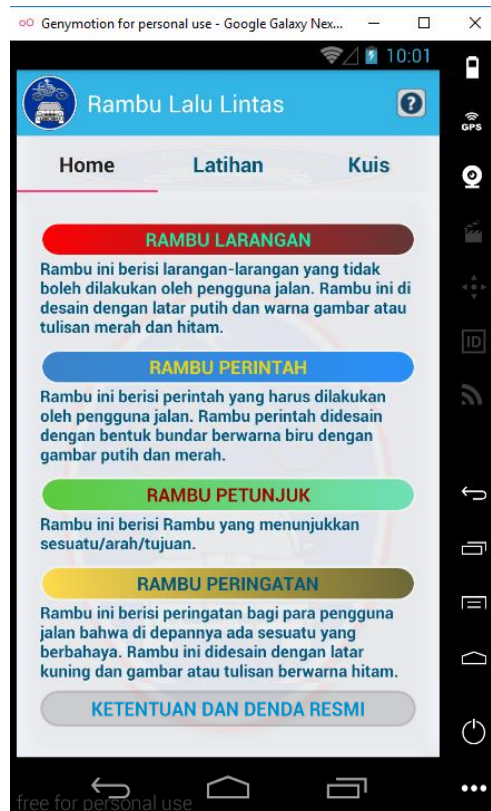 Genymotion for personal use - Google Galaxy Nex...
10:01
Rambu Lalu Lintas
?
GPS
Home Latihan Kuis
RAMBU LARANGAN
Rambu ini berisi larangan-larangan yang tidak
boleh dilakukan oleh pengguna jalan. Rambu ini di
desain dengan latar putih dan warna gambar atau
tulisan merah dan hitam.
ID
RAMBU PERINTAH
Rambu ini berisi perintah yang harus dilakukan
oleh pengguna jalan. Rambu perintah didesain
dengan bentuk bundar berwarna biru dengan
gambar putih dan merah.
RAMBU PETUNJUK
Rambu ini berisi Rambu yang menunjukkan
sesuatu/arah/tujuan.
RAMBU PERINGATAN
Rambu ini berisi peringatan bagi para pengguna
jalan bahwa di depannya ada sesuatu yang
berbahaya. Rambu ini didesain dengan latar
kuning dan gambar atau tulisan berwarna hitam.
KETENTUAN DAN DENDA RESMI
free for personal use